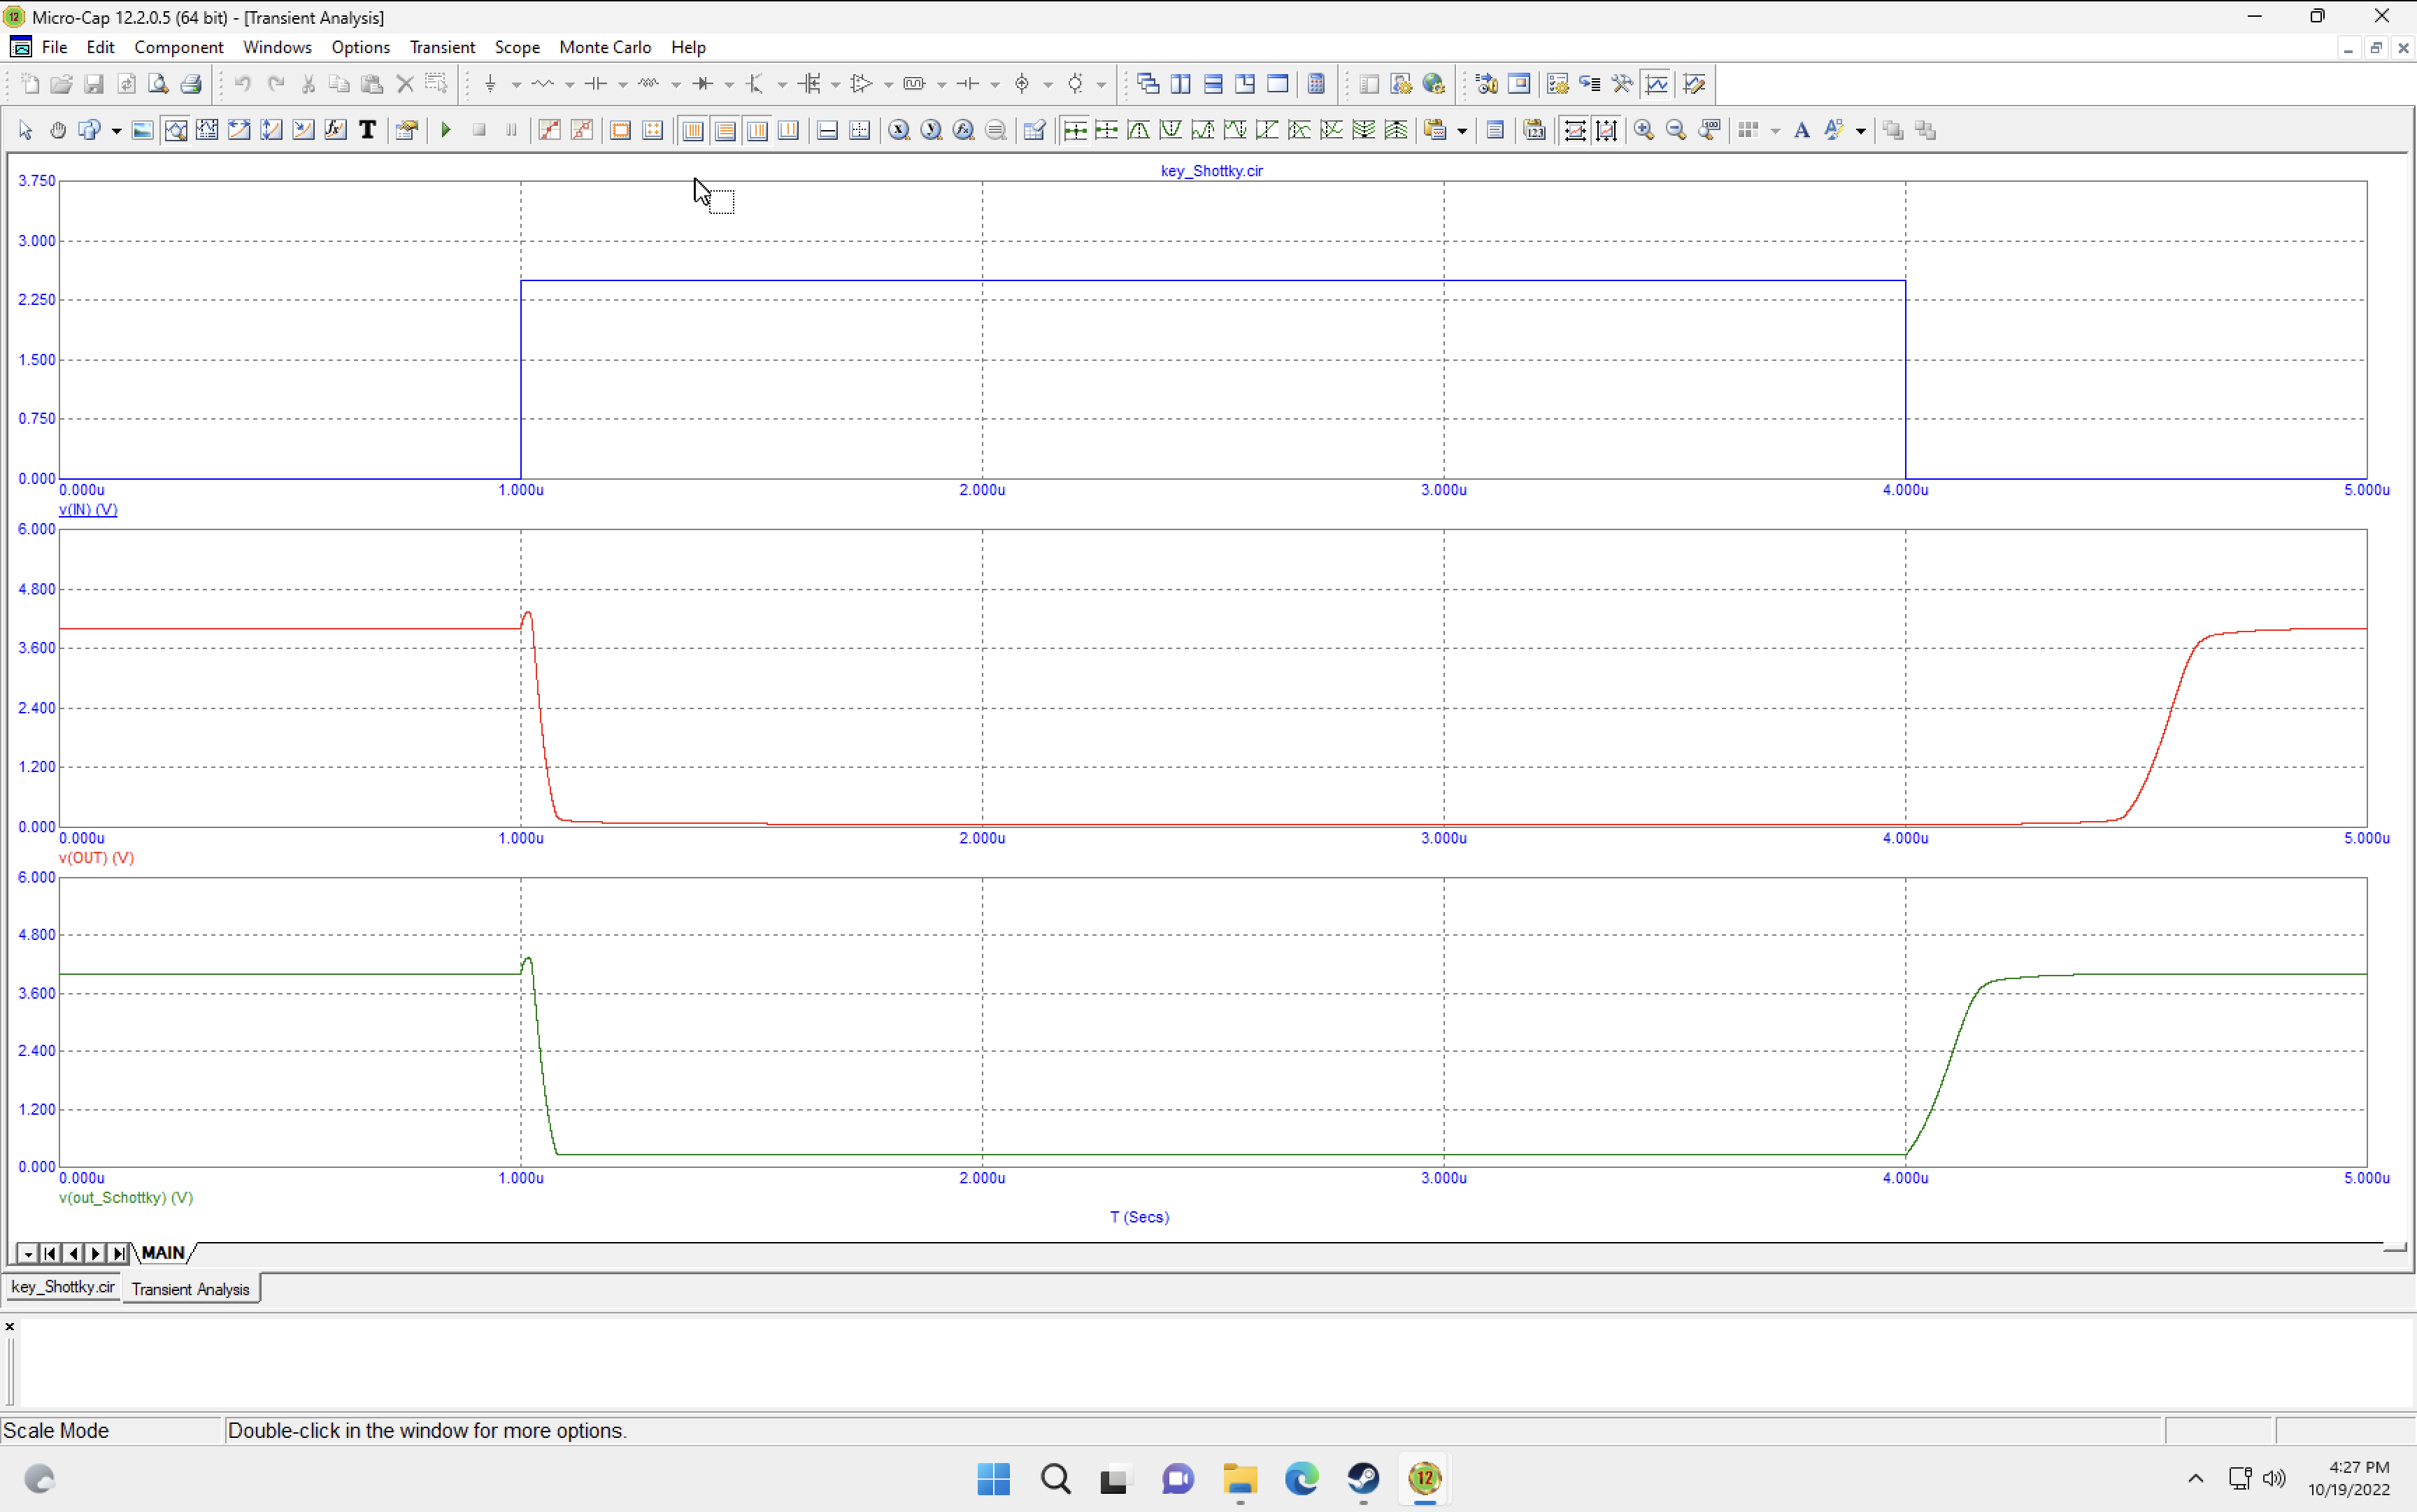 Micro-Cap 12.2.0.5 (64 bit) - [Transient Analysis]
File Edit Component Windows Options Transient Scope Monte Carlo Help
key_Shottky.cir
3.750
3.000
2.250
1.500
0.750
0.000
0.000u 1.000u 2.000u 3.000u 4.000u 5.000u
v(IN) (V)
6.000
4.800
3.600
2.400
1.200
0.000
0.000u 1.000u 2.000u 3.000u 4.000u 5.000u
v(OUT) (V)
6.000
4.800
3.600
2.400
1.200
0.000
0.000u 1.000u 2.000u 3.000u 4.000u 5.000u
v(out_Schottky) (V)
T (Secs)
MAIN
key_Shottky.cir Transient Analysis
Scale Mode Double-click in the window for more options.
12
4:27 PM
10/19/2022